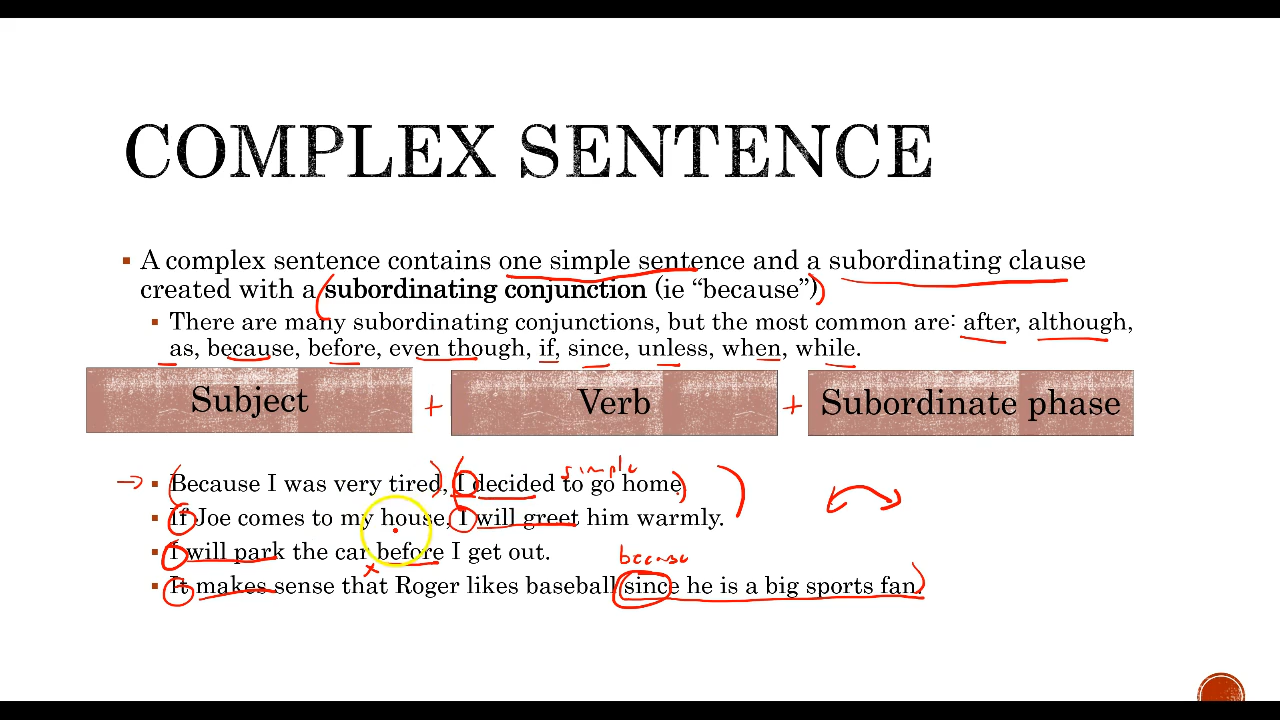 COMPLEX SENTENCE
A complex sentence contains one simple sentence and a subordinating clause
created with a subordinating conjunction (ie “because”)
There are many subordinating conjunctions, but the most common are: after, although,
as, because, before, even though, if, since, unless, when, while.
Subject + Verb + Subordinate phase
simple
Because I was very tired, I decided to go home.
If Joe comes to my house, I will greet him warmly.
I will park the car before I get out.
because
x
It makes sense that Roger likes baseball since he is a big sports fan.